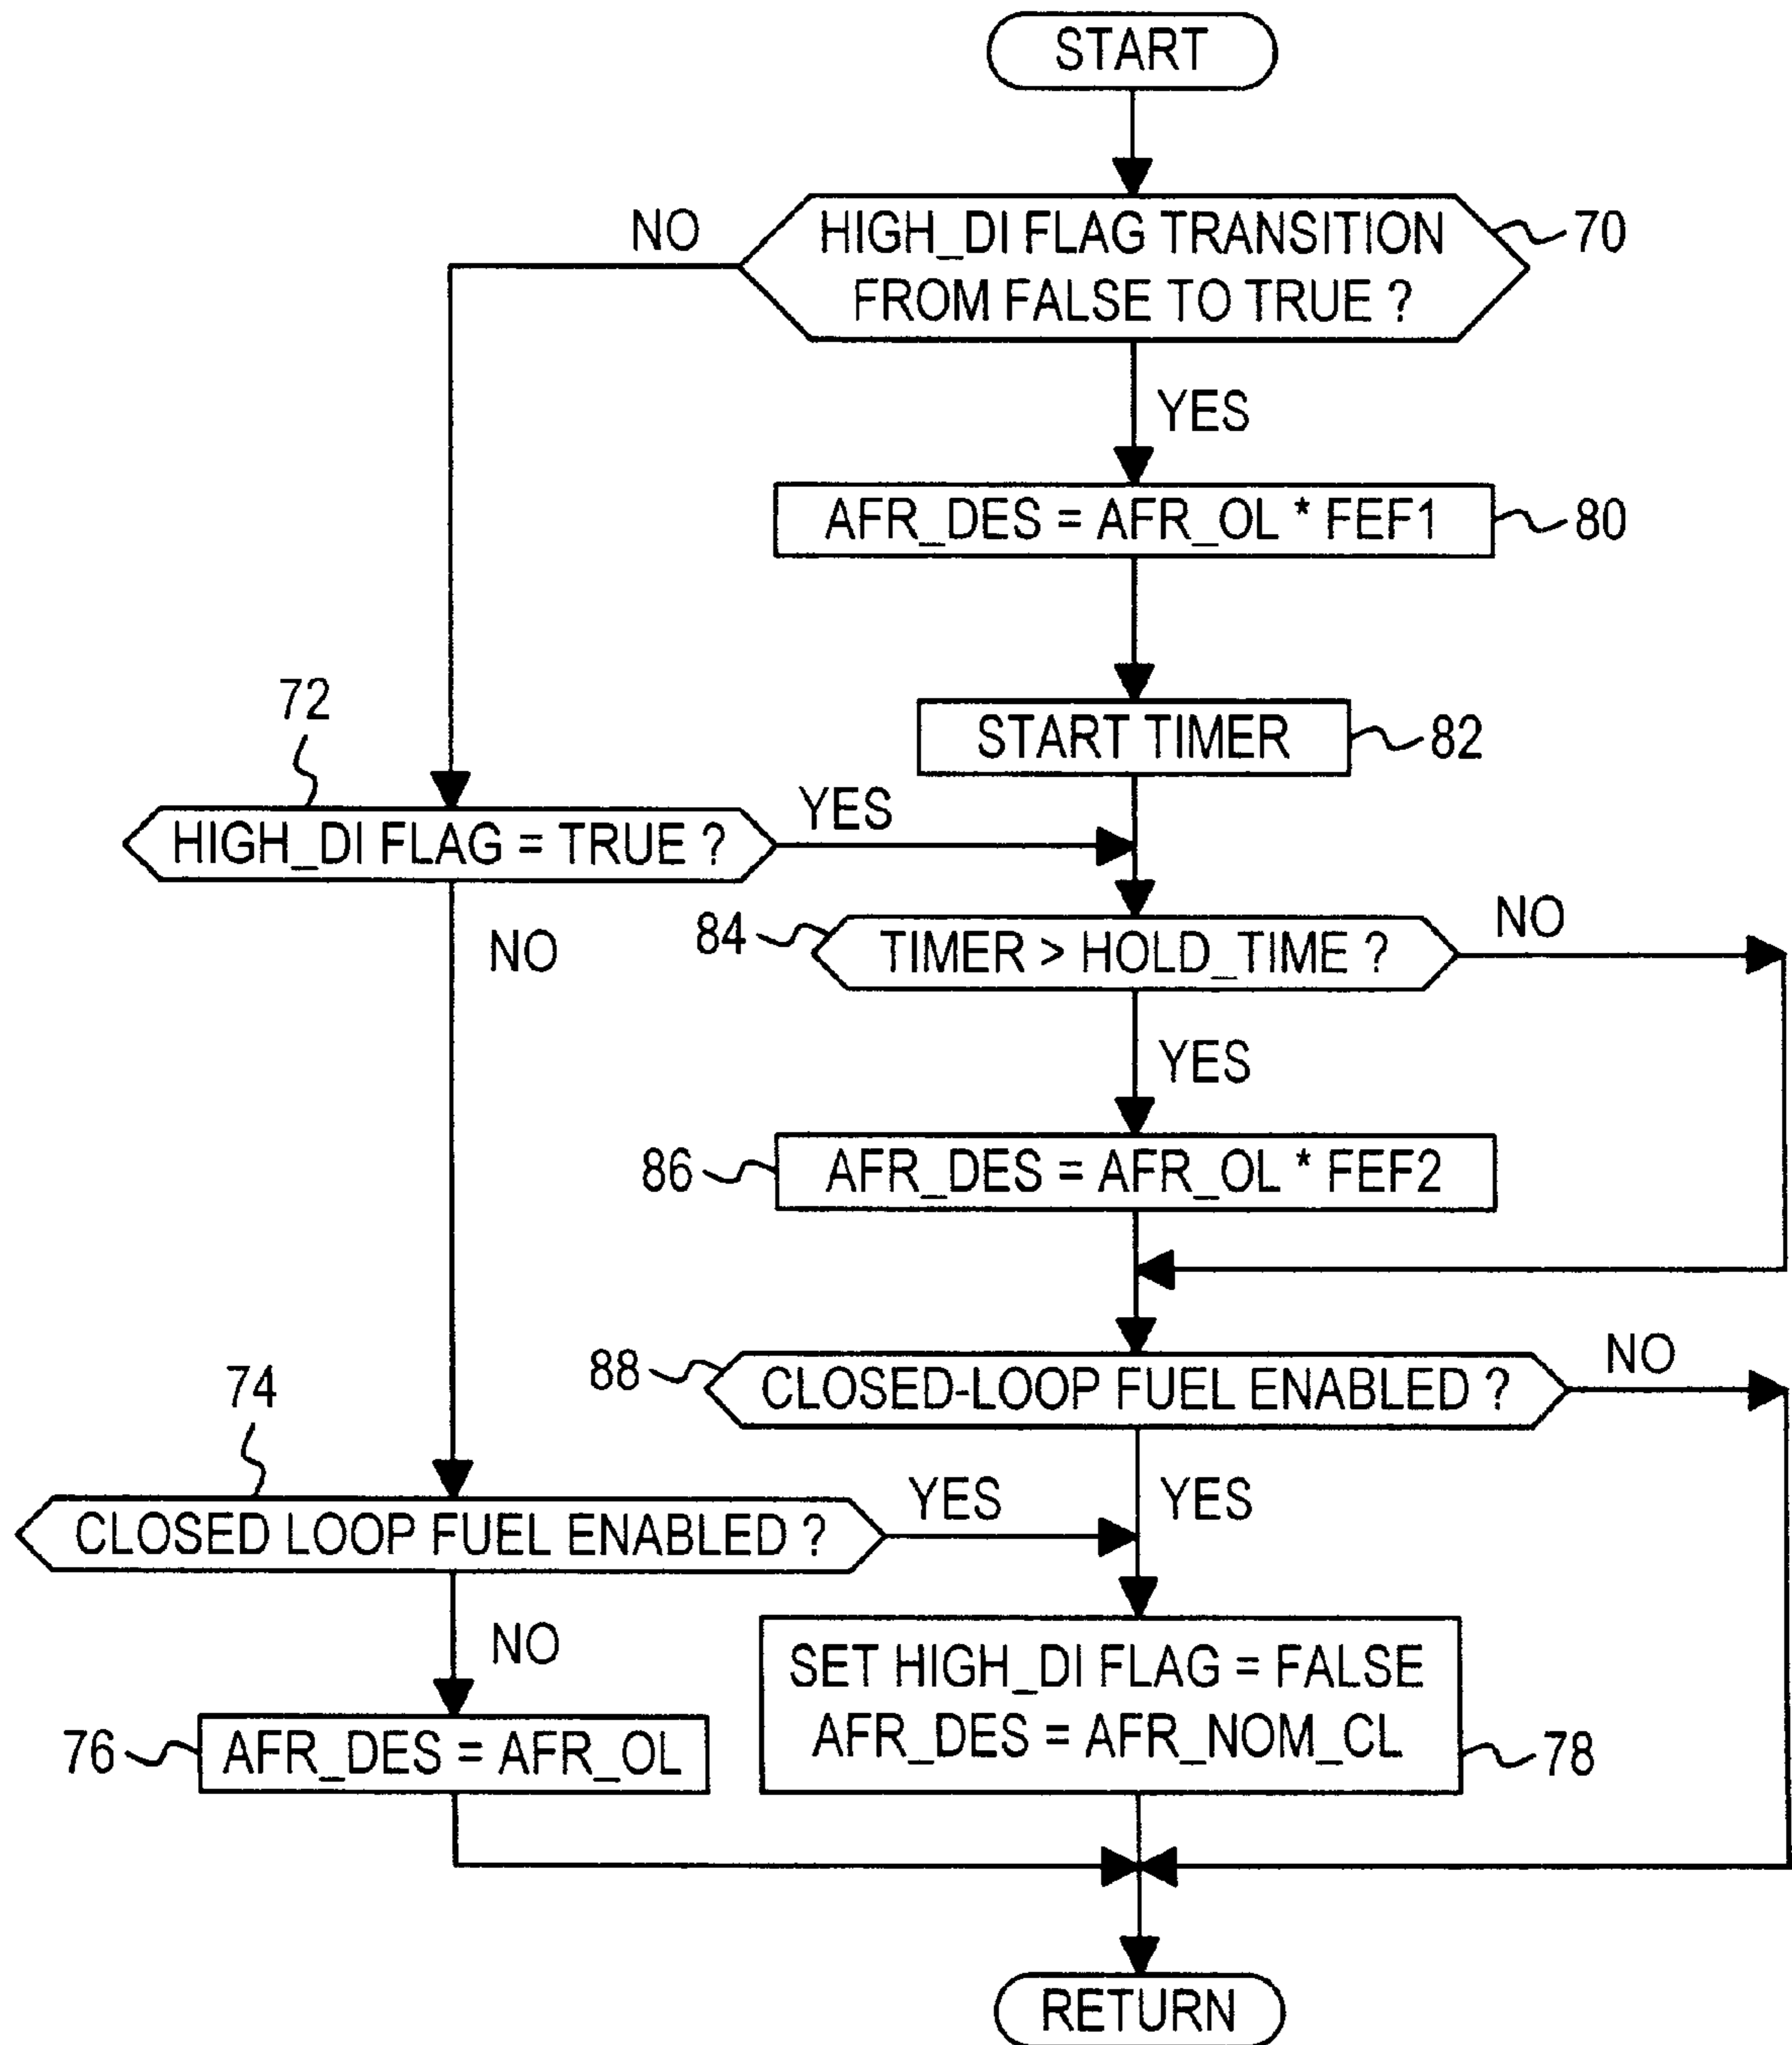 START
NO
HIGH_DI FLAG TRANSITION
FROM FALSE TO TRUE ?
70
YES
AFR_DES = AFR_OL * FEF1
80
START TIMER
82
72
HIGH_DI FLAG = TRUE ?
YES
NO
84
TIMER > HOLD_TIME ?
NO
YES
86
AFR_DES = AFR_OL * FEF2
88
CLOSED-LOOP FUEL ENABLED ?
NO
74
CLOSED LOOP FUEL ENABLED ?
YES
YES
NO
76
AFR_DES = AFR_OL
SET HIGH_DI FLAG = FALSE
AFR_DES = AFR_NOM_CL
78
RETURN